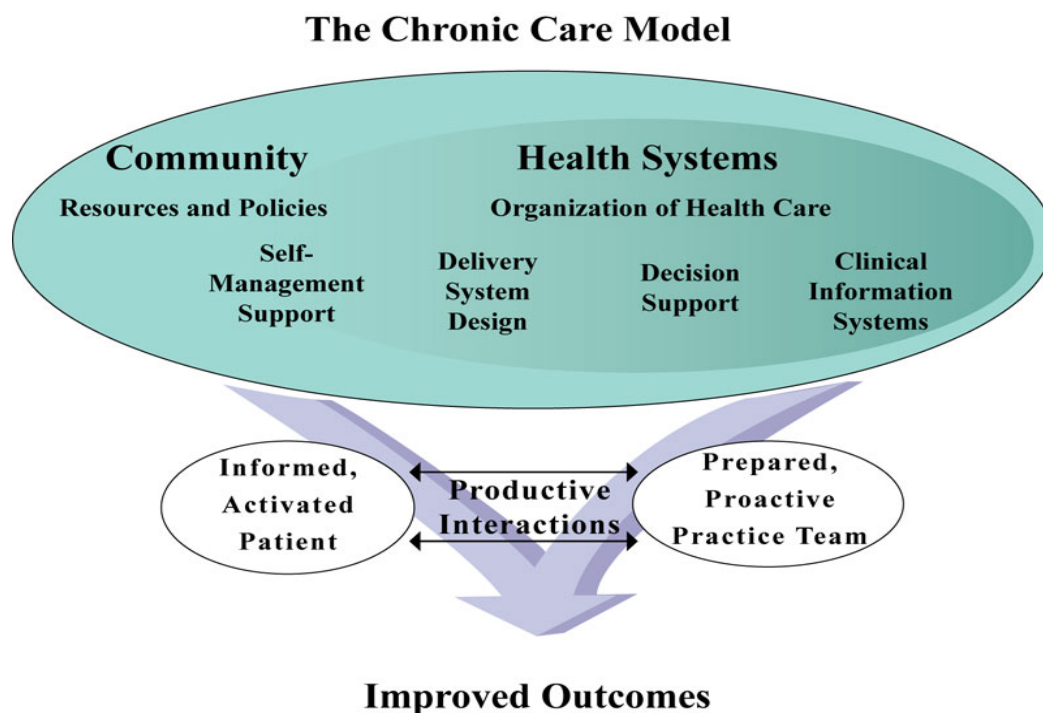 The Chronic Care Model
Community
Resources and Policies
Health Systems
Organization of Health Care
Self-
Management
Support
Delivery
System
Design
Decision
Support
Clinical
Information
Systems
Informed,
Activated
Patient
Productive
Interactions
Prepared,
Proactive
Practice Team
Improved Outcomes